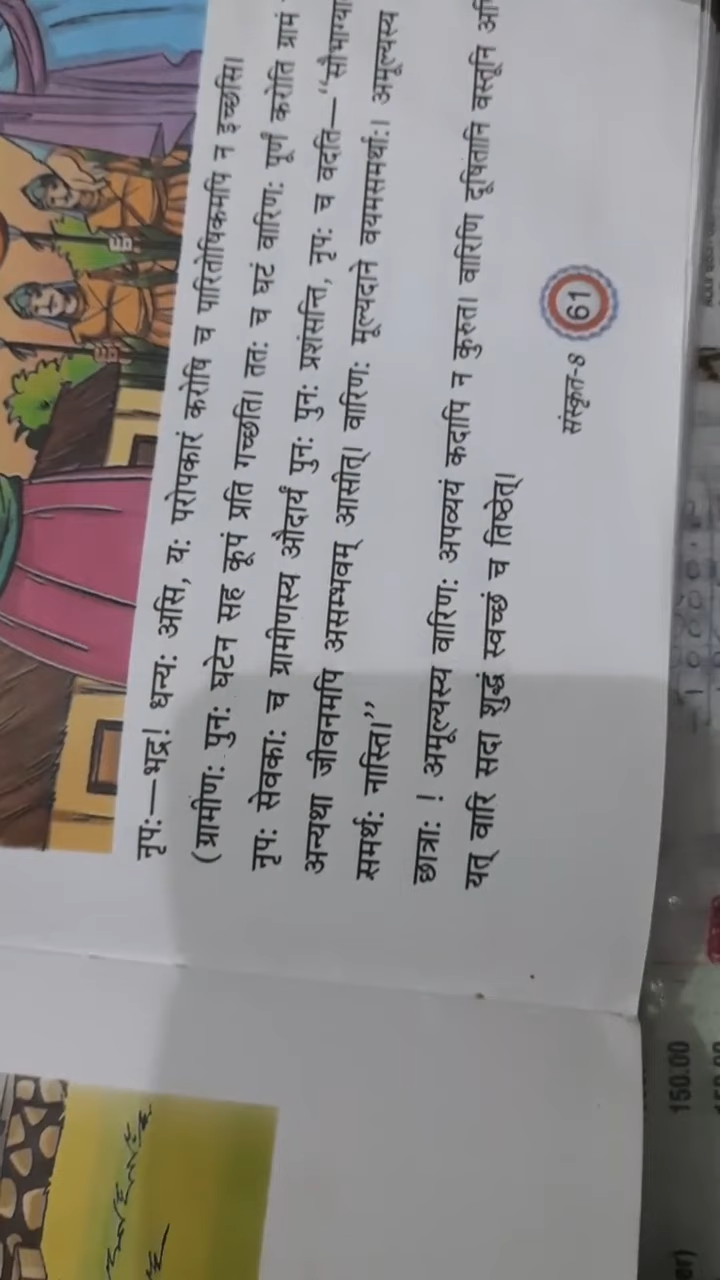 नृपः—भद्र! धन्यः असि, यः परोपकारं करोषि च पारितोषिकमपि न इच्छसि।
(ग्रामीणः पुनः घटेन सह कूपं प्रति गच्छति। ततः च घटं वारिणः पूर्णं करोति ग्रामं
नृपः सेवकाः च ग्रामीणस्य औदार्यं पुनः पुनः प्रशंसन्ति, नृपः च वदति—“
अन्यथा जीवनमपि असम्भवम् आसीत्। वारिणः मूल्यदाने वयमसमर्थाः। अमूल्यस्य
समर्थः नास्ति।”
छात्राः ! अमूल्यस्य वारिणः अपव्ययं कदापि न कुरुत। वारिणि दूषितानि वस्तूनि
यत् वारि सदा शुद्धं स्वच्छं च तिष्ठेत्।
संस्कृत-8
61
150.00